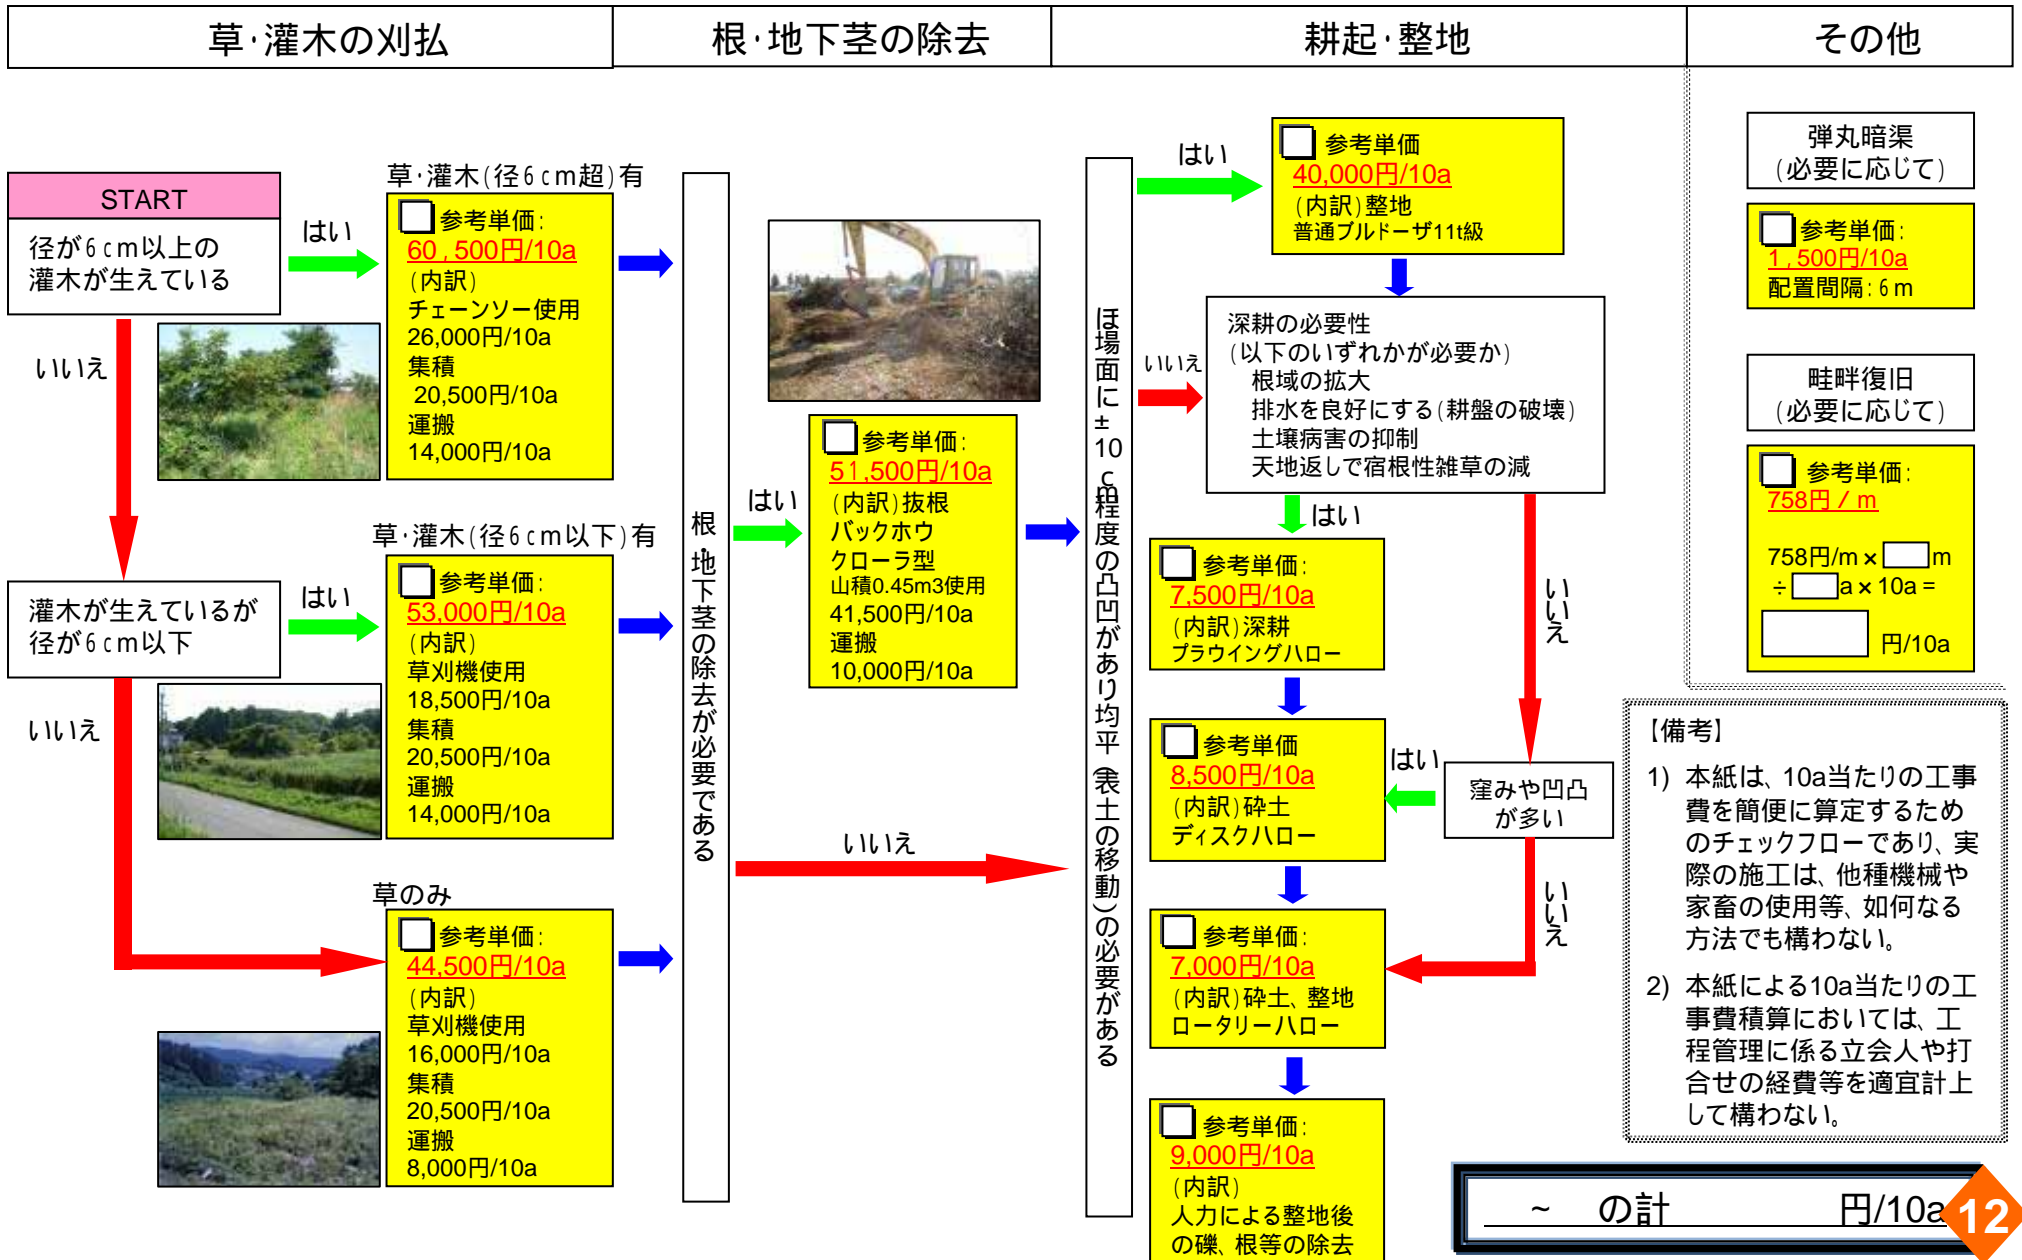 草・灌木の刈払
根・地下茎の除去
耕起・整地
その他
START
径が6cm以上の
灌木が生えている
はい
いいえ
草・灌木(径6cm超)有
参考単価:
60,500円/10a
(内訳)
チェーンソー使用
26,000円/10a
集積
20,500円/10a
運搬
14,000円/10a
灌木が生えているが
径が6cm以下
はい
いいえ
草・灌木(径6cm以下)有
参考単価:
53,000円/10a
(内訳)
草刈機使用
18,500円/10a
集積
20,500円/10a
運搬
14,000円/10a
草のみ
参考単価:
44,500円/10a
(内訳)
草刈機使用
16,000円/10a
集積
20,500円/10a
運搬
8,000円/10a
根・地下茎の除去が必要である
はい
参考単価:
51,500円/10a
(内訳)抜根
バックホウ
クローラ型
山積0.45m3使用
41,500円/10a
運搬
10,000円/10a
いいえ
ほ場面に±10cm程度の凸凹があり均平(表土の移動)の必要がある
はい
参考単価
40,000円/10a
(内訳)整地
普通ブルドーザ11t級
いいえ
深耕の必要性
(以下のいずれかが必要か)
根域の拡大
排水を良好にする(耕盤の破壊)
土壌病害の抑制
天地返しで宿根性雑草の減
はい
いいえ
参考単価:
7,500円/10a
(内訳)深耕
プラウイングハロー
窪みや凹凸
が多い
はい
いいえ
参考単価
8,500円/10a
(内訳)砕土
ディスクハロー
参考単価:
7,000円/10a
(内訳)砕土、整地
ロータリーハロー
参考単価:
9,000円/10a
(内訳)
人力による整地後
の礫、根等の除去
弾丸暗渠
(必要に応じて)
参考単価:
1,500円/10a
配置間隔:6m
畦畔復旧
(必要に応じて)
参考単価:
758円/m
758円/m×　m
÷　a×10a=
円/10a
【備考】
1) 本紙は、10a当たりの工事
費を簡便に算定するため
のチェックフローであり、実
際の施工は、他種機械や
家畜の使用等、如何なる
方法でも構わない。
2) 本紙による10a当たりの工
事費積算においては、工
程管理に係る立会人や打
合せの経費等を適宜計上
して構わない。
~　の計　円/10a
12